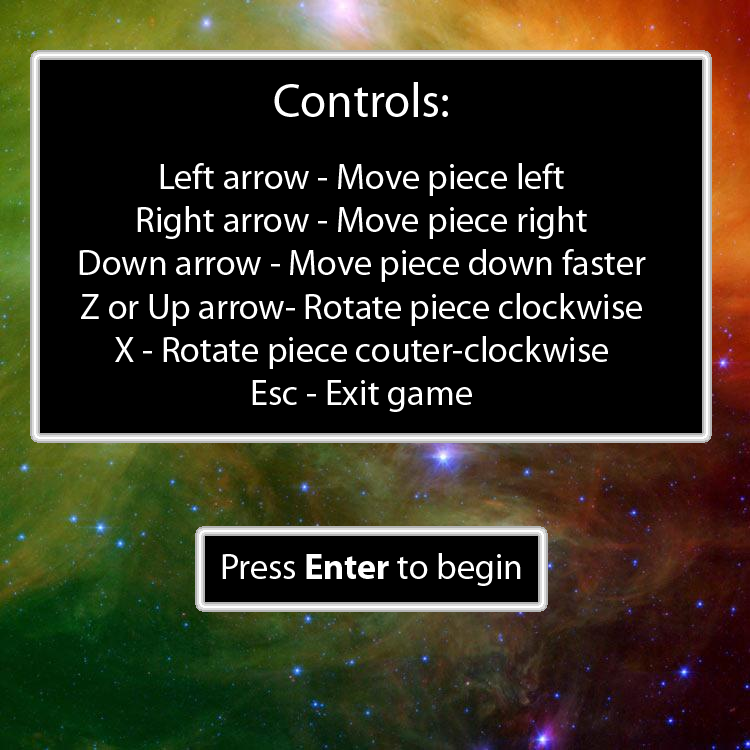 Controls:
Left arrow - Move piece left
Right arrow - Move piece right
Down arrow - Move piece down faster
Z or Up arrow- Rotate piece clockwise
X - Rotate piece couter-clockwise
Esc - Exit game
Press Enter to begin